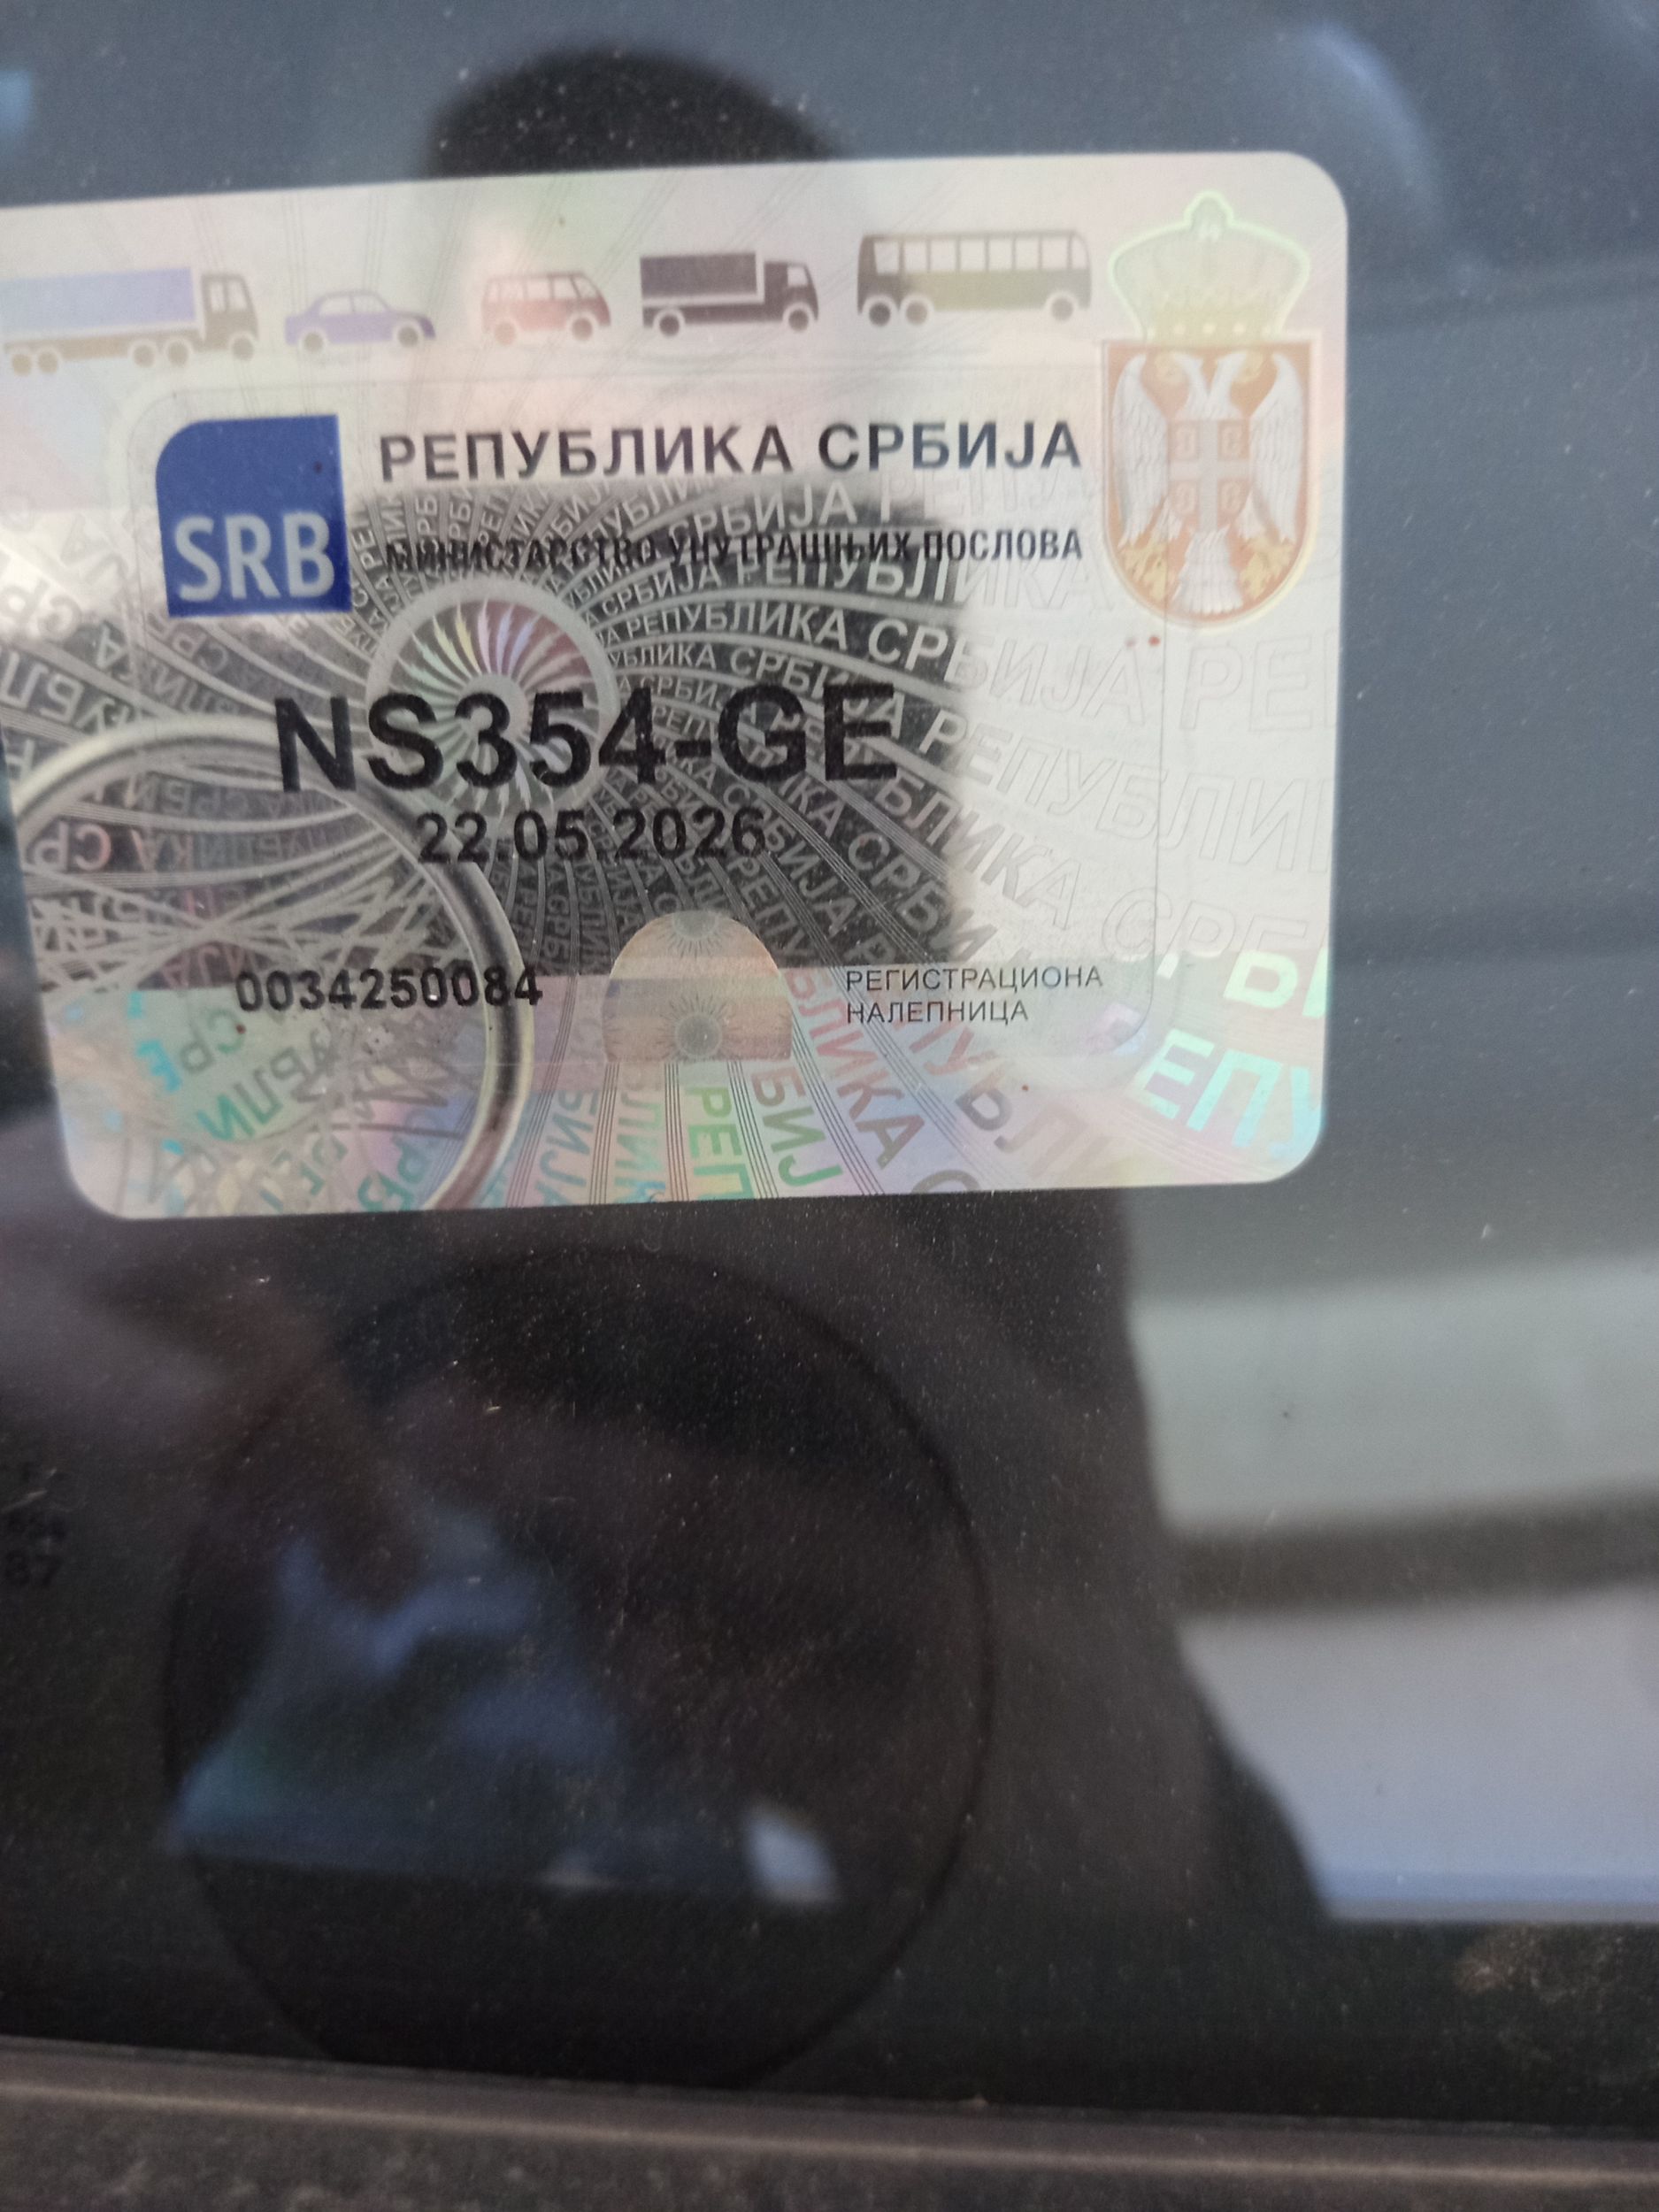 РЕПУБЛИКА СРБИЈА
SRB
МИНИСТАРСТВО УНУТРАШЊИХ ПОСЛОВА
NS354-GE
22.05.2026
0034250084
РЕГИСТРАЦИОНА
НАЛЕПНИЦА